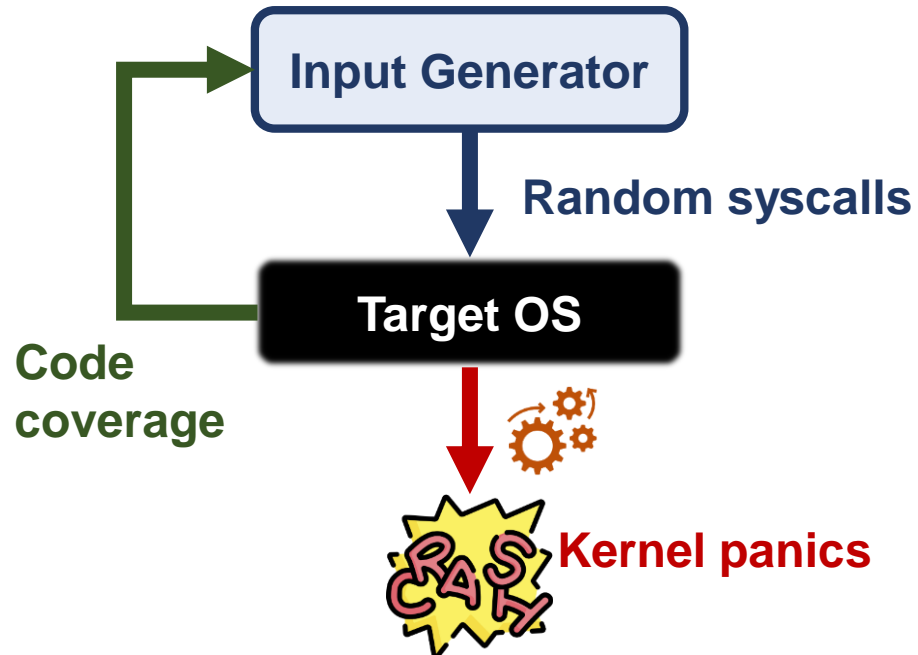 Input Generator
Random syscalls
Target OS
Code
coverage
CRASH
Kernel panics